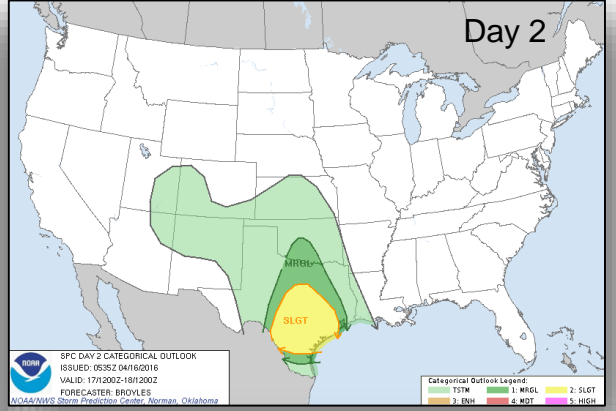 Day 2
MRGL
SLGT
NOAA
SPC DAY 2 CATEGORICAL OUTLOOK
ISSUED: 0535Z 04/16/2016
VALID: 17/1200Z-18/1200Z
FORECASTER: BROYLES
NOAA/NWS Storm Prediction Center, Norman, Oklahoma
Categorical Outlook Legend:
TSTM 1: MRGL 2: SLGT
3: ENH 4: MDT 5: HIGH